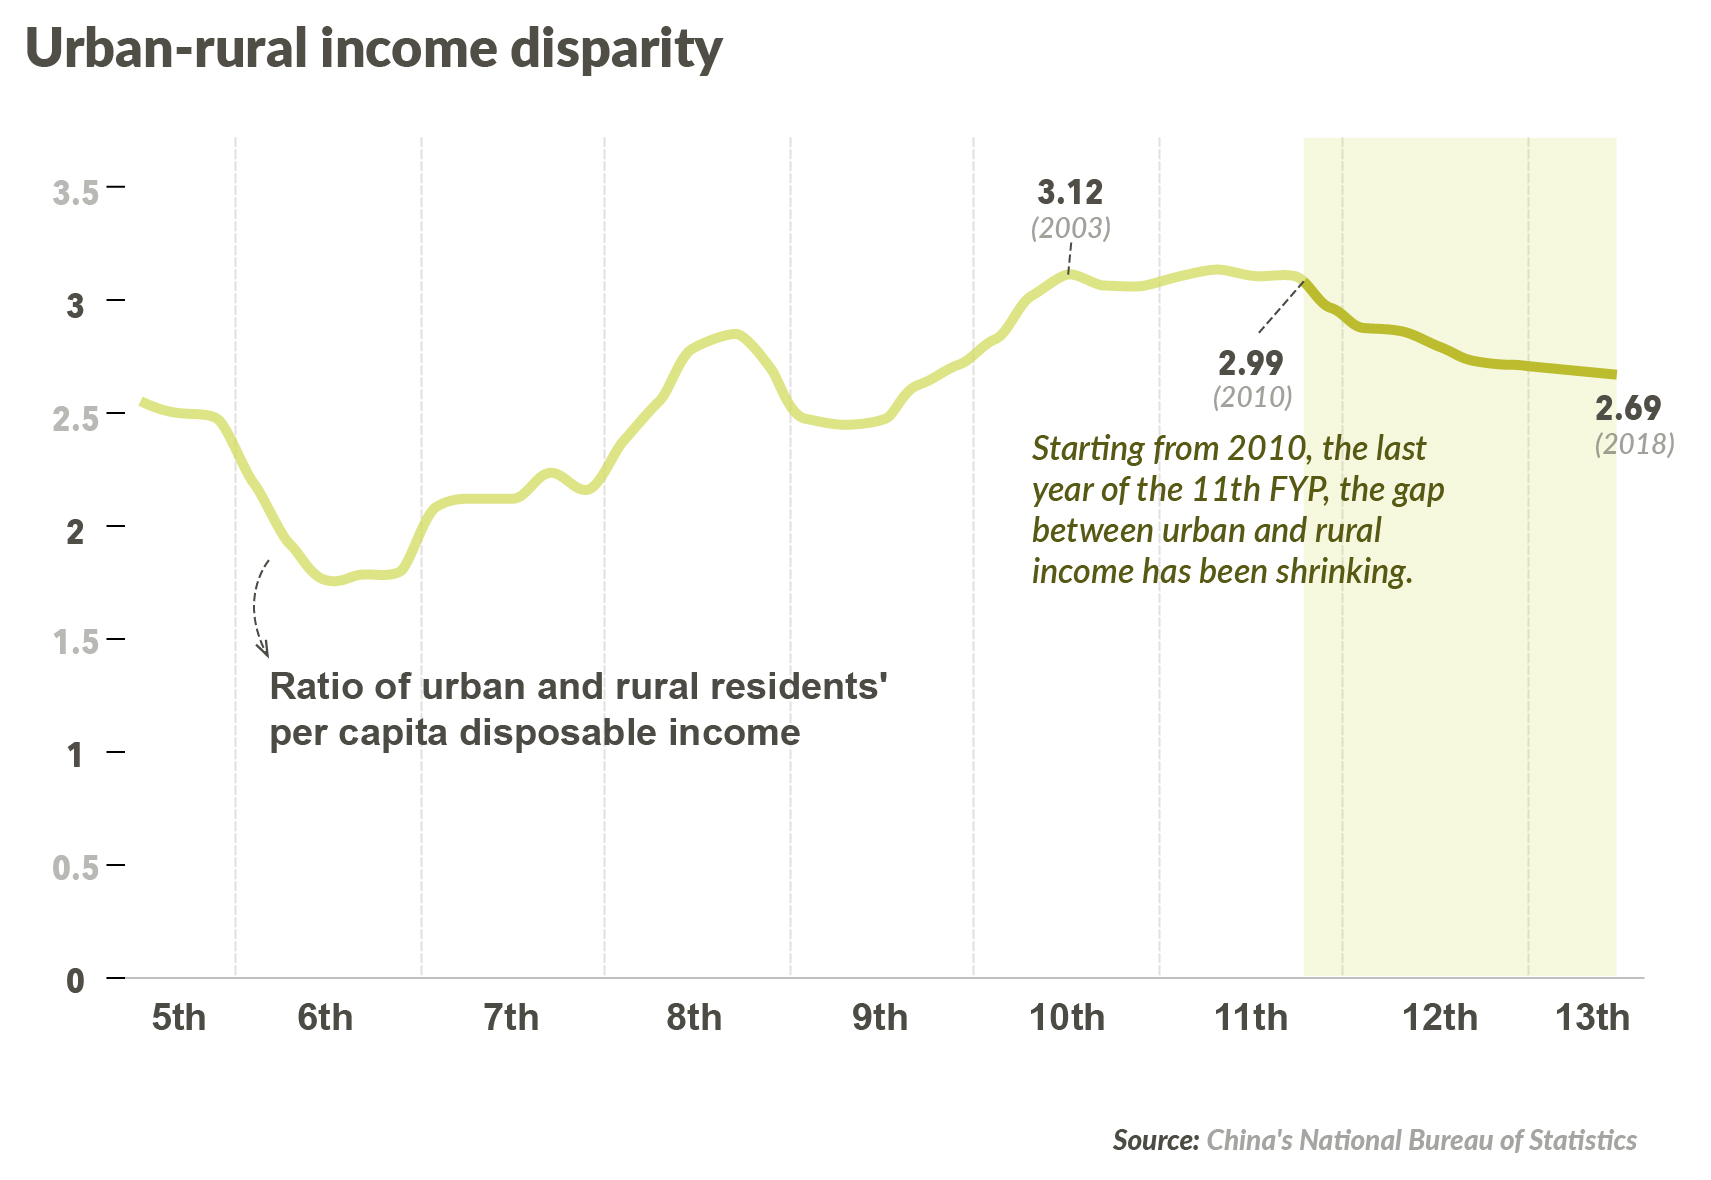 Urban-rural income disparity
3.5
3
2.5
2
1.5
1
0.5
0
3.12
(2003)
2.99
(2010)
2.69
(2018)
Starting from 2010, the last
year of the 11th FYP, the gap
between urban and rural
income has been shrinking.
Ratio of urban and rural residents'
per capita disposable income
5th 6th 7th 8th 9th 10th 11th 12th 13th
Source: China's National Bureau of Statistics